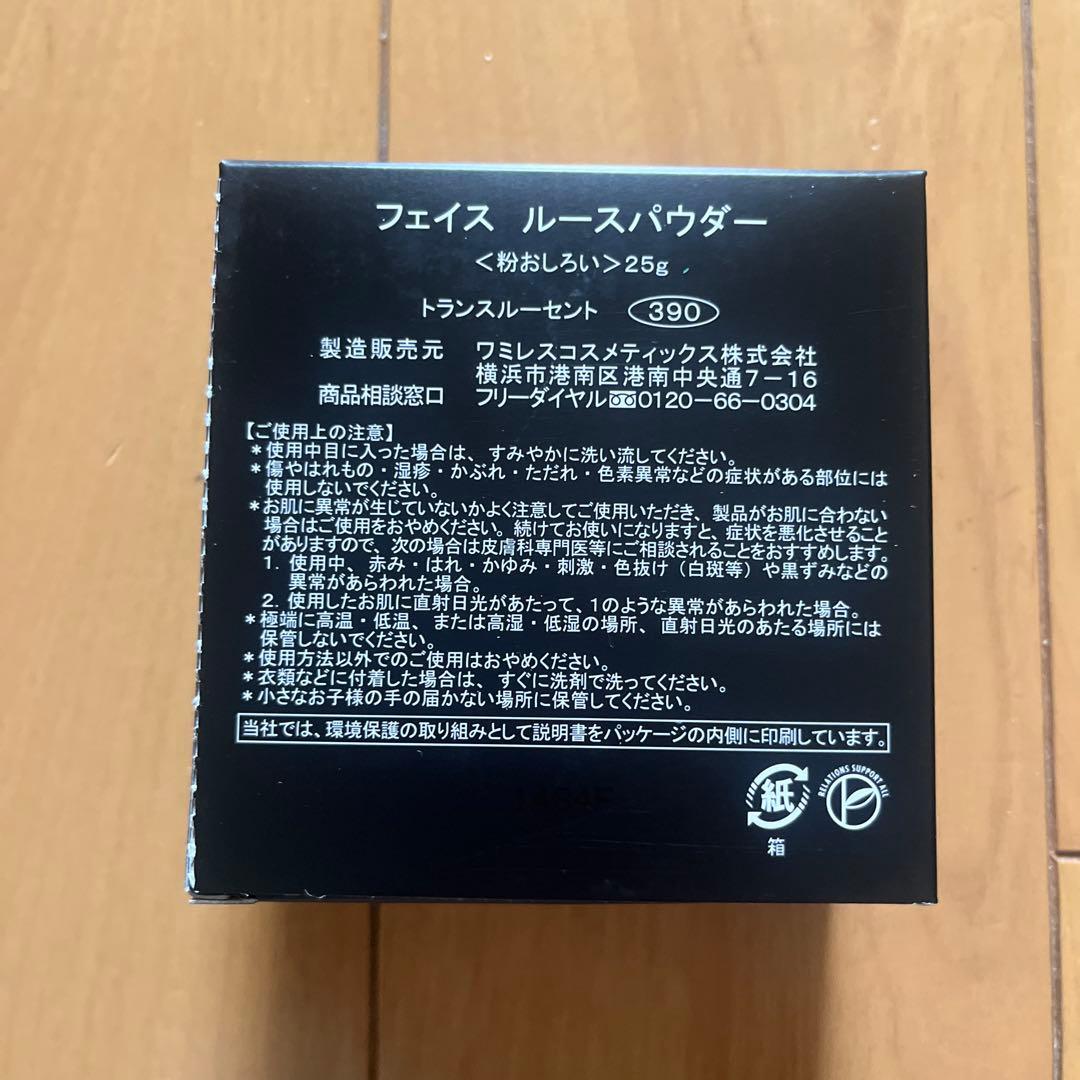 フェイス ルースパウダー
＜粉おしろい＞25g
トランスルーセント 390
製造販売元 ワミレスコスメティックス株式会社
横浜市港南区港南中央通7−16
商品相談窓口 フリーダイヤル0120−66−0304
【ご使用上の注意】
＊使用中目に入った場合は、すみやかに洗い流してください。
＊傷やはれもの・湿疹・かぶれ・ただれ・色素異常などの症状がある部位には
使用しないでください。
＊お肌に異常が生じていないかよく注意してご使用いただき、製品がお肌に合わない
場合はご使用をおやめください。続けてお使いになりますと、症状を悪化させること
がありますので、次の場合は皮膚科専門医等にご相談されることをおすすめします。
1．使用中、赤み・はれ・かゆみ・刺激・色抜け（白斑等）や黒ずみなどの
異常があらわれた場合。
2．使用したお肌に直射日光があたって、1のような異常があらわれた場合。
＊極端に高温・低温、または高湿・低湿の場所、直射日光のあたる場所には
保管しないでください。
＊使用方法以外でのご使用はおやめください。
＊衣類などに付着した場合は、すぐに洗剤で洗ってください。
＊小さなお子様の手の届かない場所に保管してください。
当社では、環境保護の取り組みとして説明書をパッケージの内側に印刷しています。
紙
箱
RELATIONS SUPPORT ALL